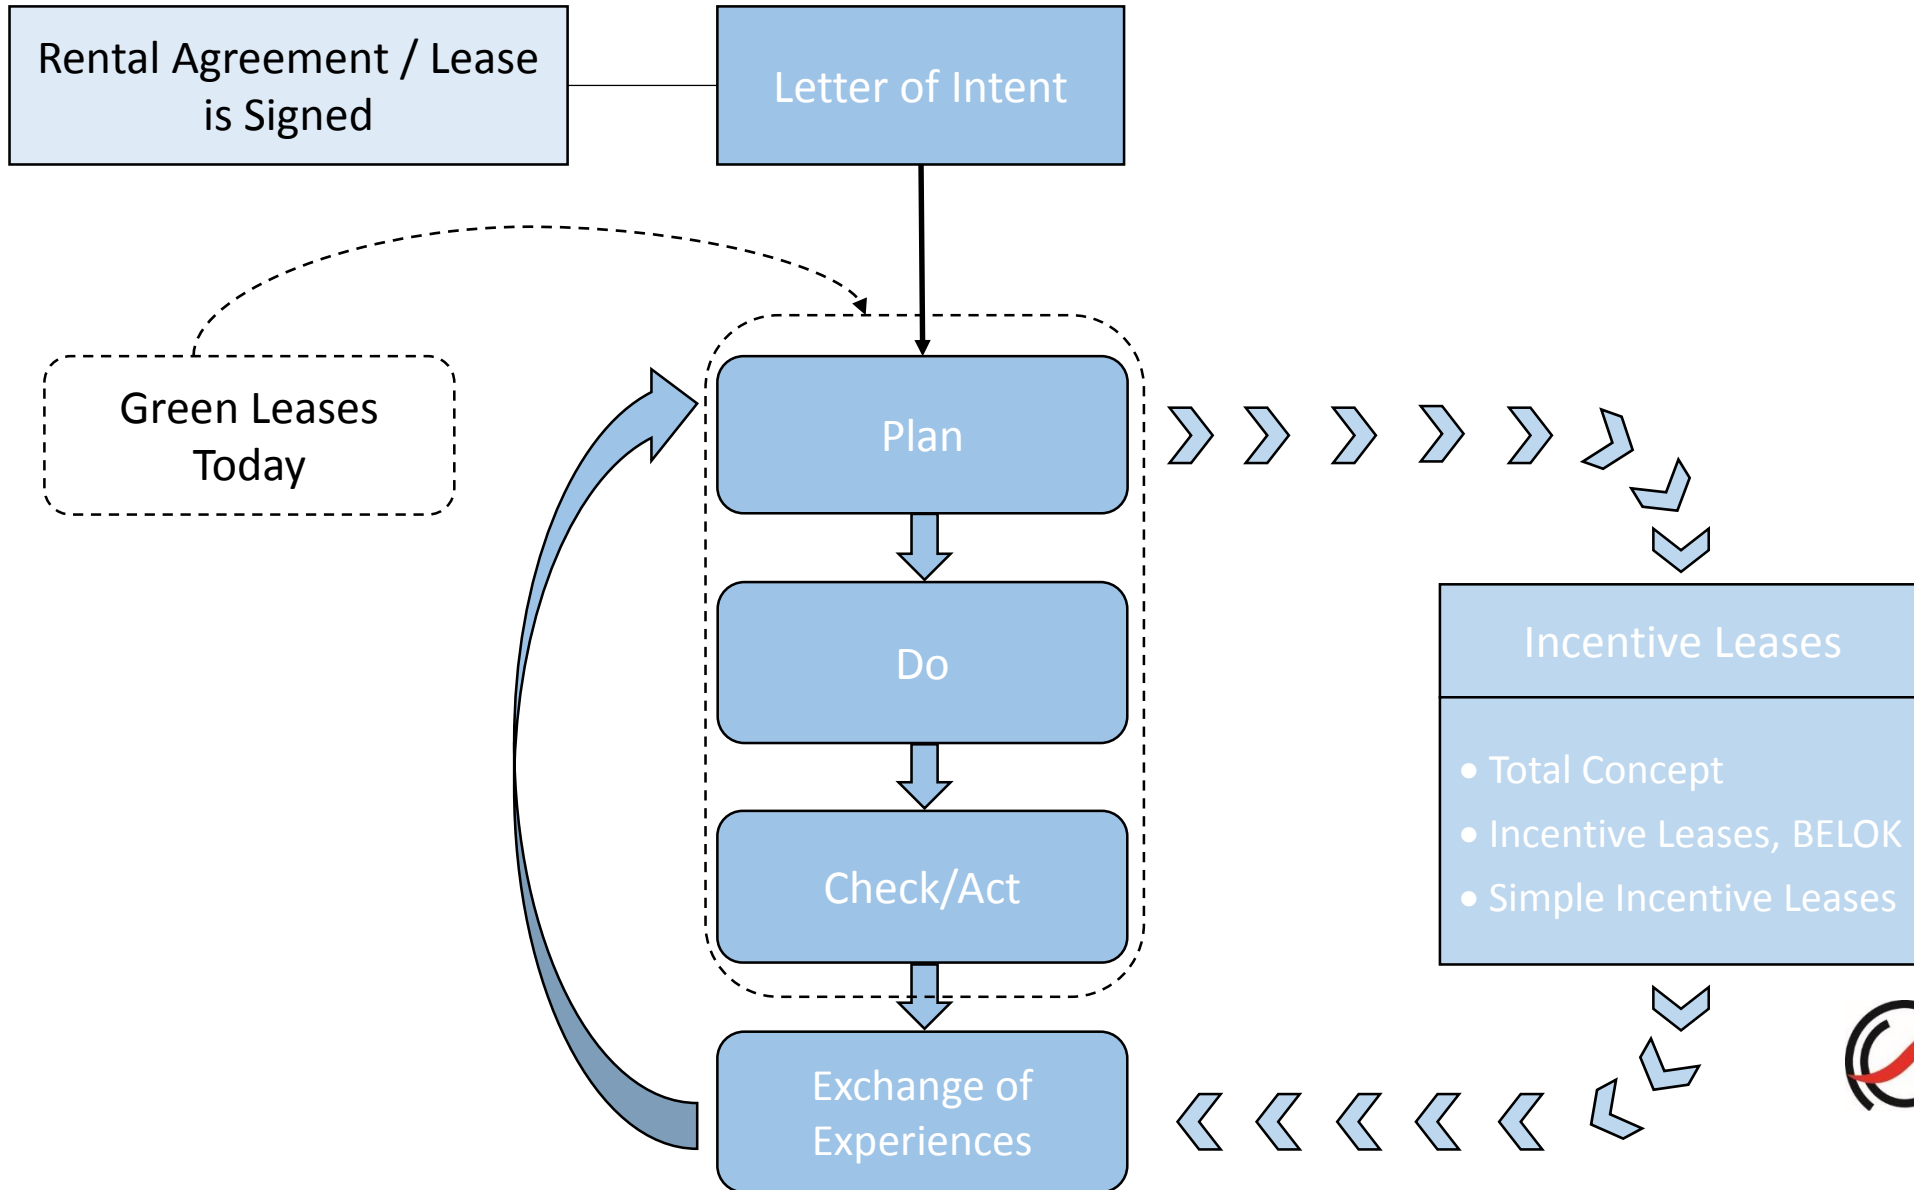 Rental Agreement / Lease
is Signed
Letter of Intent
Green Leases
Today
Plan
Do
Check/Act
Exchange of
Experiences
Incentive Leases
• Total Concept
• Incentive Leases, BELOK
• Simple Incentive Leases